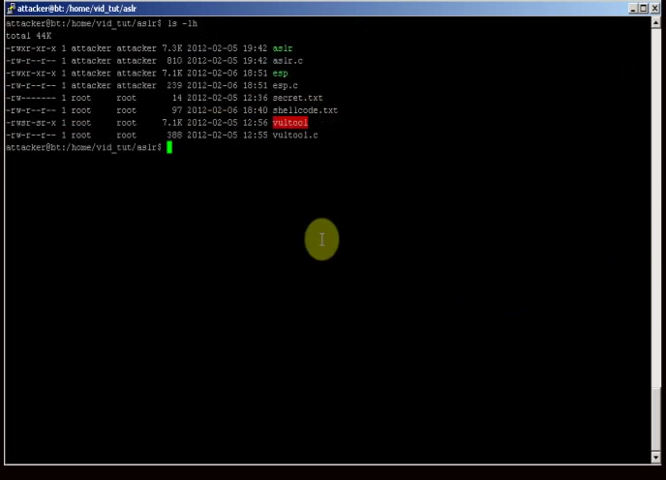 attacker@bt: /home/vid_tut/aslr
attacker@bt:/home/vid_tut/aslr$ ls -lh
total 44K
-rwxr-xr-x 1 attacker attacker 7.3K 2012-02-05 19:42 aslr
-rw-r--r-- 1 attacker attacker 810 2012-02-05 19:42 aslr.c
-rwxr-xr-x 1 attacker attacker 7.1K 2012-02-06 18:51 esp
-rw-r--r-- 1 attacker attacker 239 2012-02-06 18:51 esp.c
-rw------- 1 root root 14 2012-02-05 12:36 secret.txt
-rw-r--r-- 1 root root 97 2012-02-06 18:40 shellcode.txt
-rwsr-sr-x 1 root root 7.1K 2012-02-05 12:56 vultool
-rw-r--r-- 1 root root 388 2012-02-05 12:55 vultool.c
attacker@bt:/home/vid_tut/aslr$